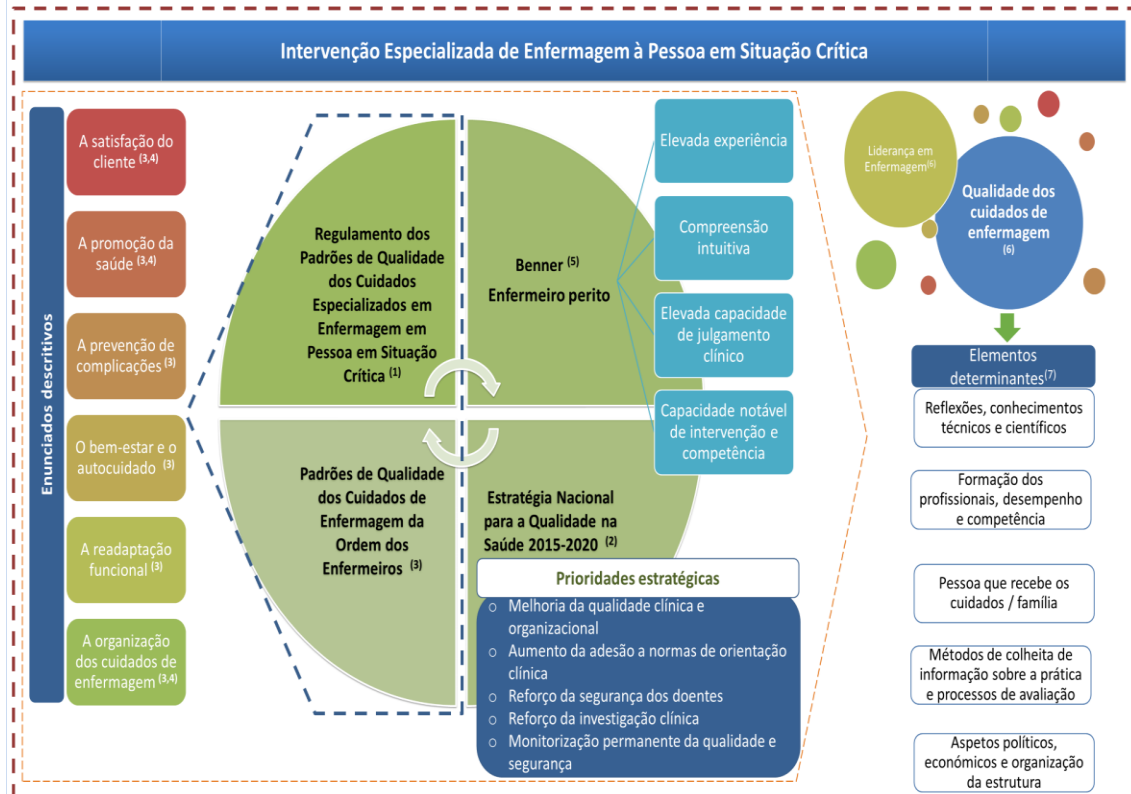 Intervenção Especializada de Enfermagem à Pessoa em Situação Crítica
Enunciados descritivos
A satisfação do
cliente (3,4)
A promoção da
saúde (3,4)
A prevenção de
complicações (3)
O bem-estar e o
autocuidado (3)
A readaptação
funcional (3)
A organização
dos cuidados de
enfermagem (3,4)
Regulamento dos
Padrões de Qualidade
dos Cuidados
Especializados em
Enfermagem em
Pessoa em Situação
Crítica (1)
Benner (5)
Enfermeiro perito
Padrões de Qualidade
dos Cuidados de
Enfermagem da
Ordem dos
Enfermeiros (3)
Estratégia Nacional
para a Qualidade na
Saúde 2015-2020 (2)
Elevada experiência
Compreensão
intuitiva
Elevada capacidade
de julgamento
clínico
Capacidade notável
de intervenção e
competência
Prioridades estratégicas
o Melhoria da qualidade clínica e
organizacional
o Aumento da adesão a normas de orientação
clínica
o Reforço da segurança dos doentes
o Reforço da investigação clínica
o Monitorização permanente da qualidade e
segurança
Liderança em
Enfermagem(6)
Qualidade dos
cuidados de
enfermagem
(6)
Elementos
determinantes(7)
Reflexões, conhecimentos
técnicos e científicos
Formação dos
profissionais, desempenho
e competência
Pessoa que recebe os
cuidados / família
Métodos de colheita de
informação sobre a prática
e processos de avaliação
Aspetos políticos,
económicos e organização
da estrutura